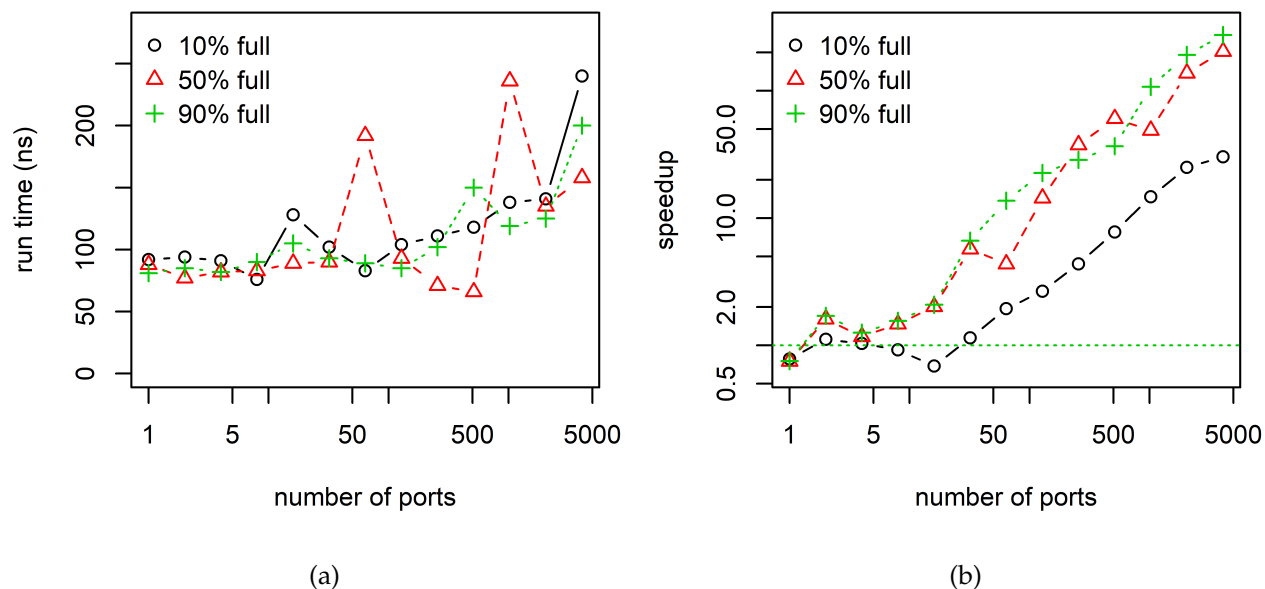 10% full
50% full
90% full
run time (ns)
200
100
50
0
1 5 50 500 5000
number of ports
(a)
10% full
50% full
90% full
speedup
50.0
10.0
2.0
0.5
1 5 50 500 5000
number of ports
(b)